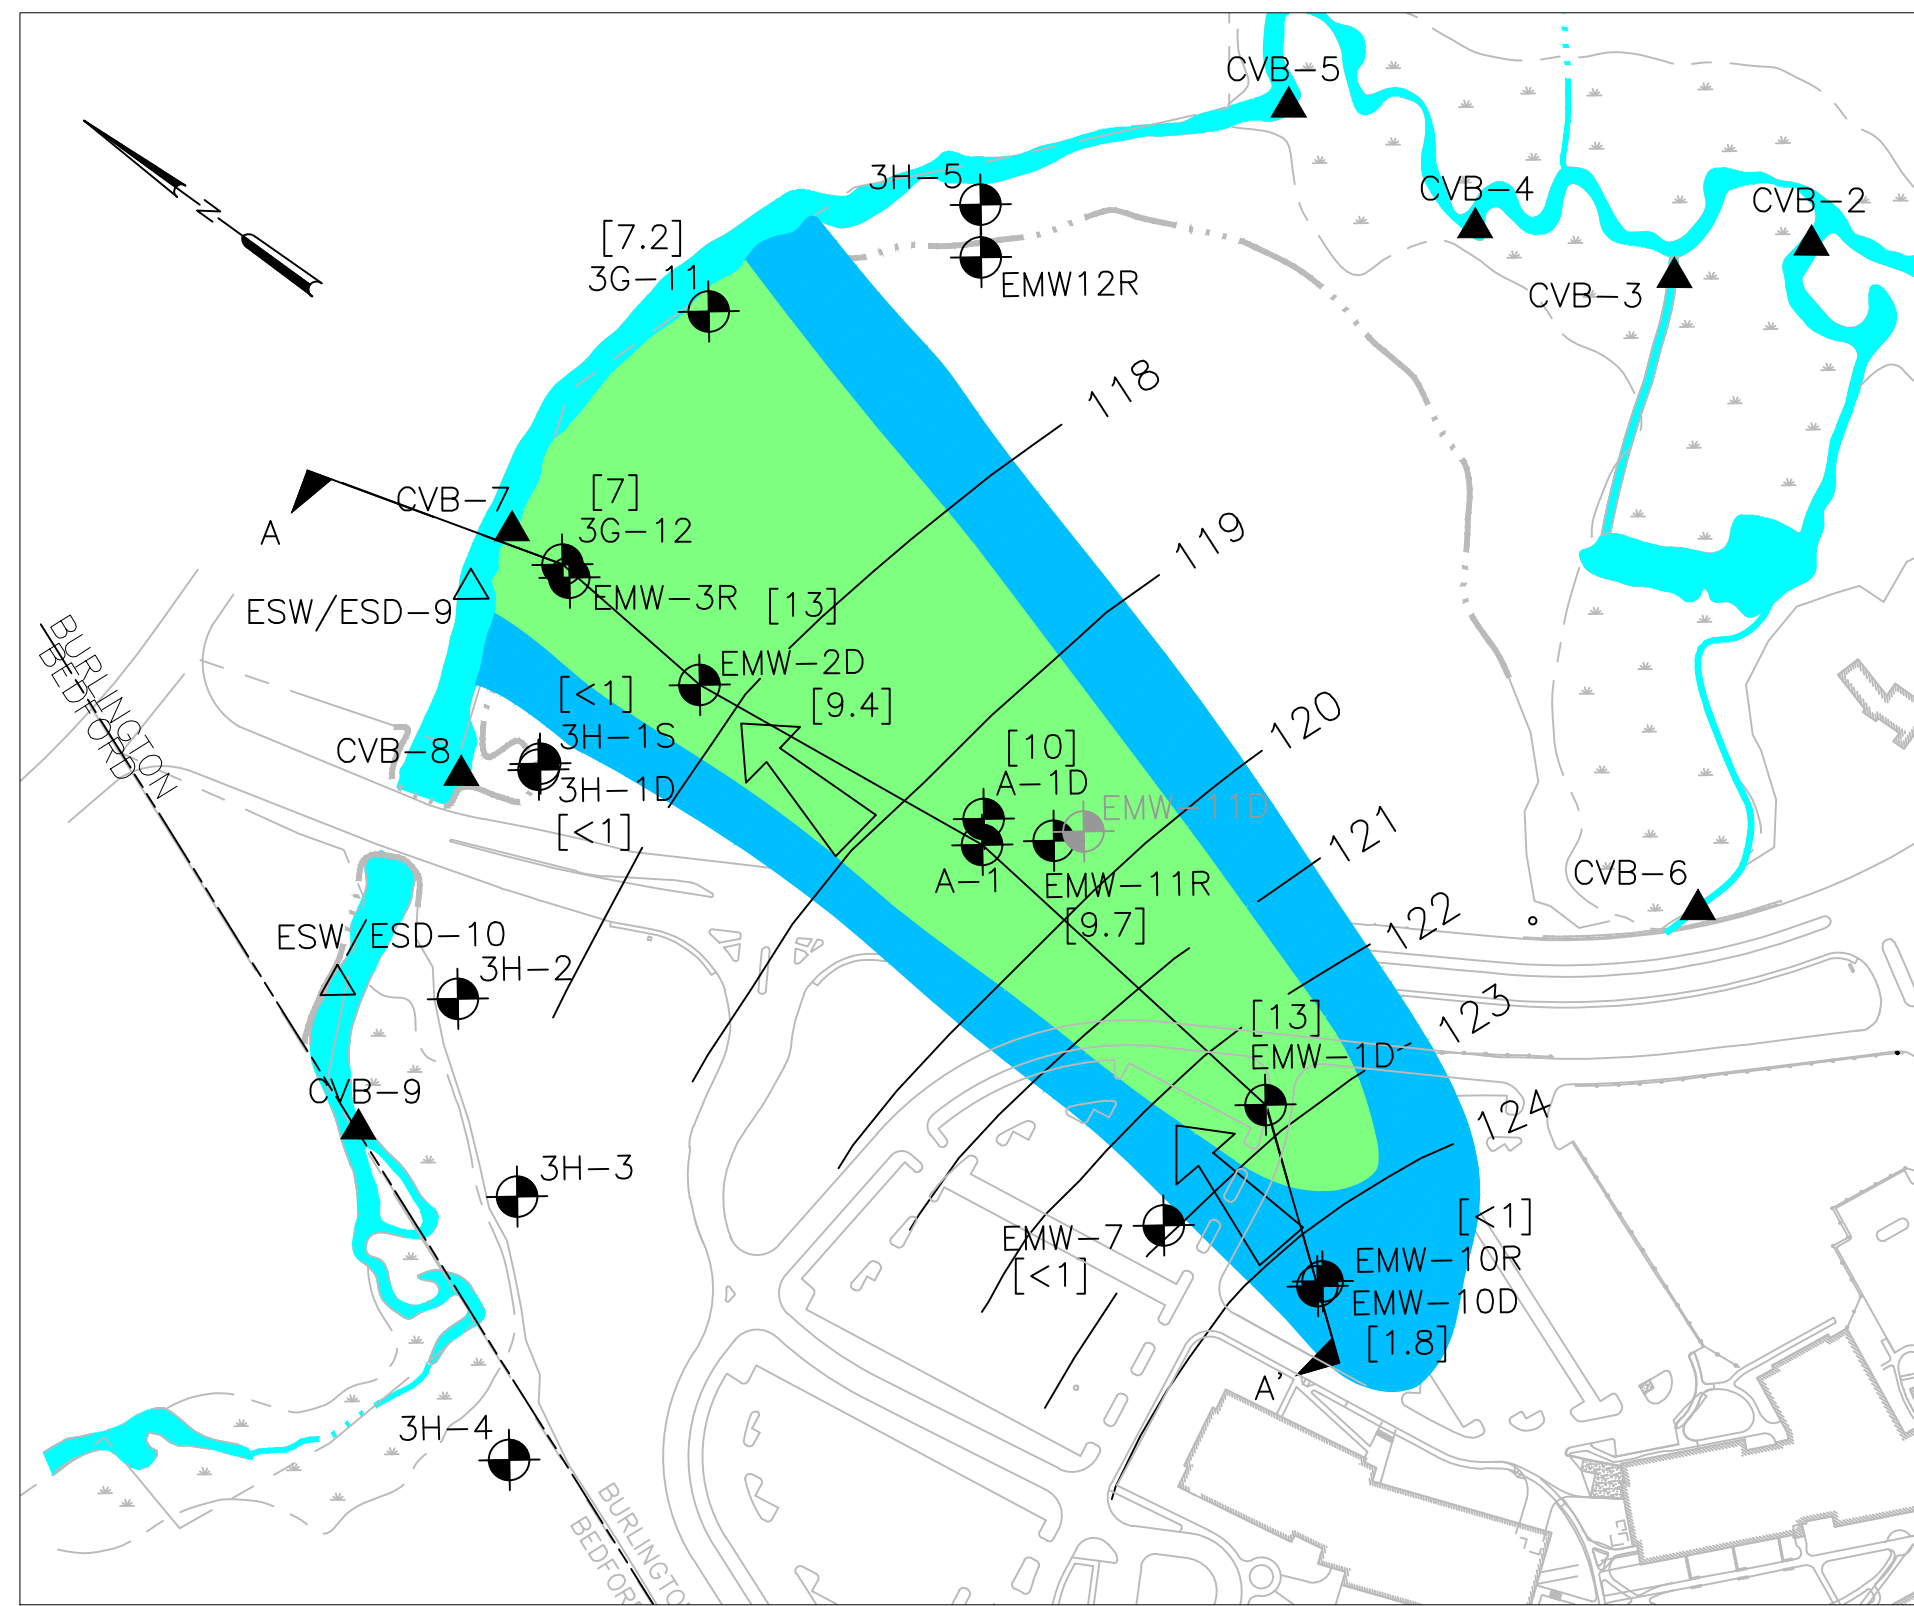 CVB-5
3H-5
CVB-4
CVB-2
N
[7.2]
3G-11
EMW12R
CVB-3
118
[7]
CVB-7
3G-12
A
119
EMW-3R
[13]
ESW/ESD-9
BURLINGTON
BEDFORD
EMW-2D
[<1]
[9.4]
120
3H-1S
CVB-8
[10]
A-1D
3H-1D
EMW-11D
[<1]
121
A-1
EMW-11R
CVB-6
[9.7]
122
ESW/ESD-10
3H-2
[13]
123
EMW-1D
CVB-9
124
3H-3
[<1]
EMW-7
EMW-10R
[<1]
EMW-10D
[1.8]
A'
3H-4
BURLINGTO
BEDFOR